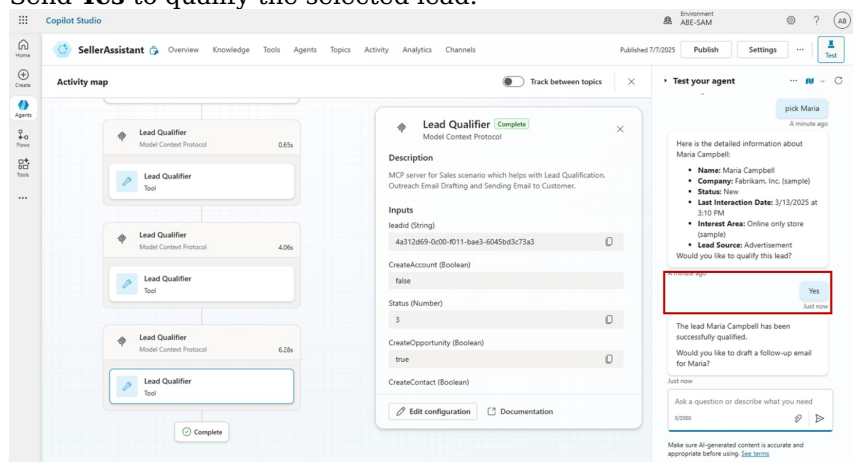 Send Yes to qualify the selected lead.
Copilot Studio
Environment
ABE-SAM
?
AB
SellerAssistant
Overview Knowledge Tools Agents Topics Activity Analytics Channels
Published 7/7/2025
Publish
Settings
...
Test
Home
Create
Agents
Flows
Tools
...
Activity map
Track between topics
Lead Qualifier
Model Context Protocol
0.65s
Lead Qualifier
Tool
Lead Qualifier
Model Context Protocol
4.06s
Lead Qualifier
Tool
Lead Qualifier
Model Context Protocol
6.28s
Lead Qualifier
Tool
Complete
Lead Qualifier Complete
Model Context Protocol
Description
MCP server for Sales scenario which helps with Lead Qualification,
Outreach Email Drafting and Sending Email to Customer.
Inputs
leadid (String)
4a312d69-0c00-f011-bae3-6045bd3c73a3
CreateAccount (Boolean)
false
Status (Number)
3
CreateOpportunity (Boolean)
true
CreateContact (Boolean)
Edit configuration
Documentation
Test your agent
...
pick Maria
A minute ago
Here is the detailed information about
Maria Campbell:
• Name: Maria Campbell
• Company: Fabrikam, Inc. (sample)
• Status: New
• Last Interaction Date: 3/13/2025 at
3:10 PM
• Interest Area: Online only store
(sample)
• Lead Source: Advertisement
Would you like to qualify this lead?
A minute ago
Yes
Just now
The lead Maria Campbell has been
successfully qualified.
Would you like to draft a follow-up email
for Maria?
Just now
Ask a question or describe what you need
0/2000
Make sure AI-generated content is accurate and
appropriate before using. See terms